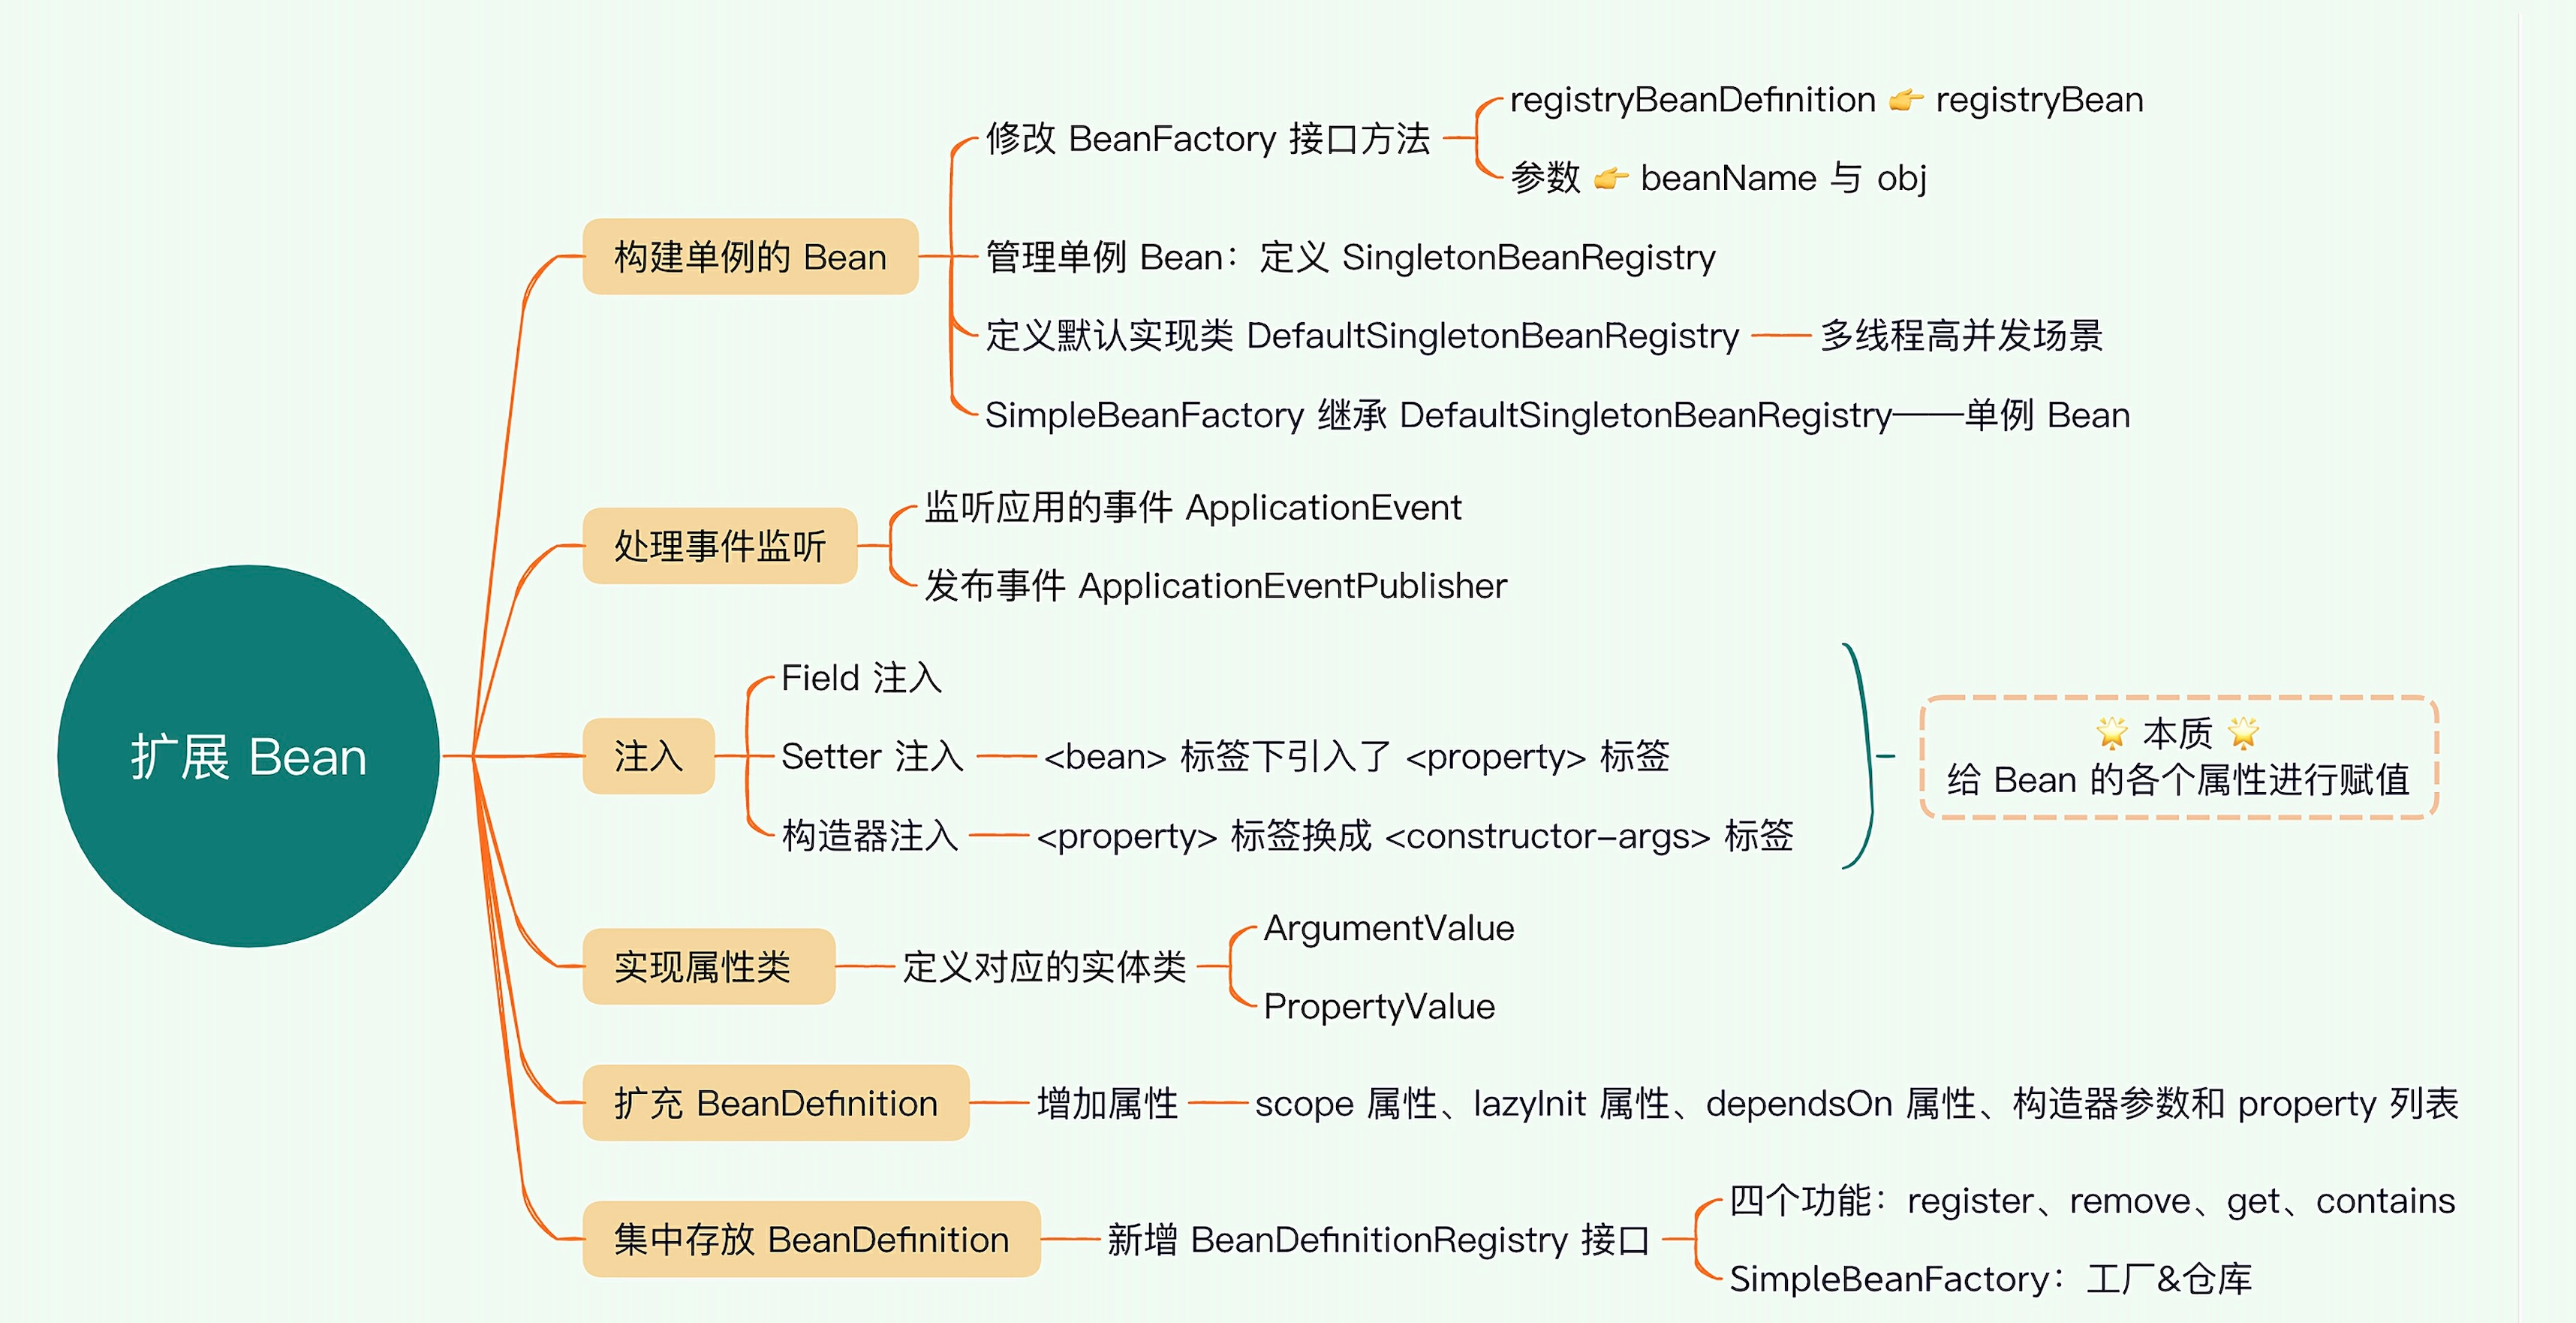 扩展 Bean
构建单例的 Bean
修改 BeanFactory 接口方法
registryBeanDefinition 👉 registryBean
参数 👉 beanName 与 obj
管理单例 Bean：定义 SingletonBeanRegistry
定义默认实现类 DefaultSingletonBeanRegistry
多线程高并发场景
SimpleBeanFactory 继承 DefaultSingletonBeanRegistry——单例 Bean
处理事件监听
监听应用的事件 ApplicationEvent
发布事件 ApplicationEventPublisher
注入
Field 注入
Setter 注入
<bean> 标签下引入了 <property> 标签
构造器注入
<property> 标签换成 <constructor-args> 标签
🌟 本质 🌟
给 Bean 的各个属性进行赋值
实现属性类
定义对应的实体类
ArgumentValue
PropertyValue
扩充 BeanDefinition
增加属性
scope 属性、lazyInit 属性、dependsOn 属性、构造器参数和 property 列表
集中存放 BeanDefinition
新增 BeanDefinitionRegistry 接口
四个功能：register、remove、get、contains
SimpleBeanFactory：工厂&仓库